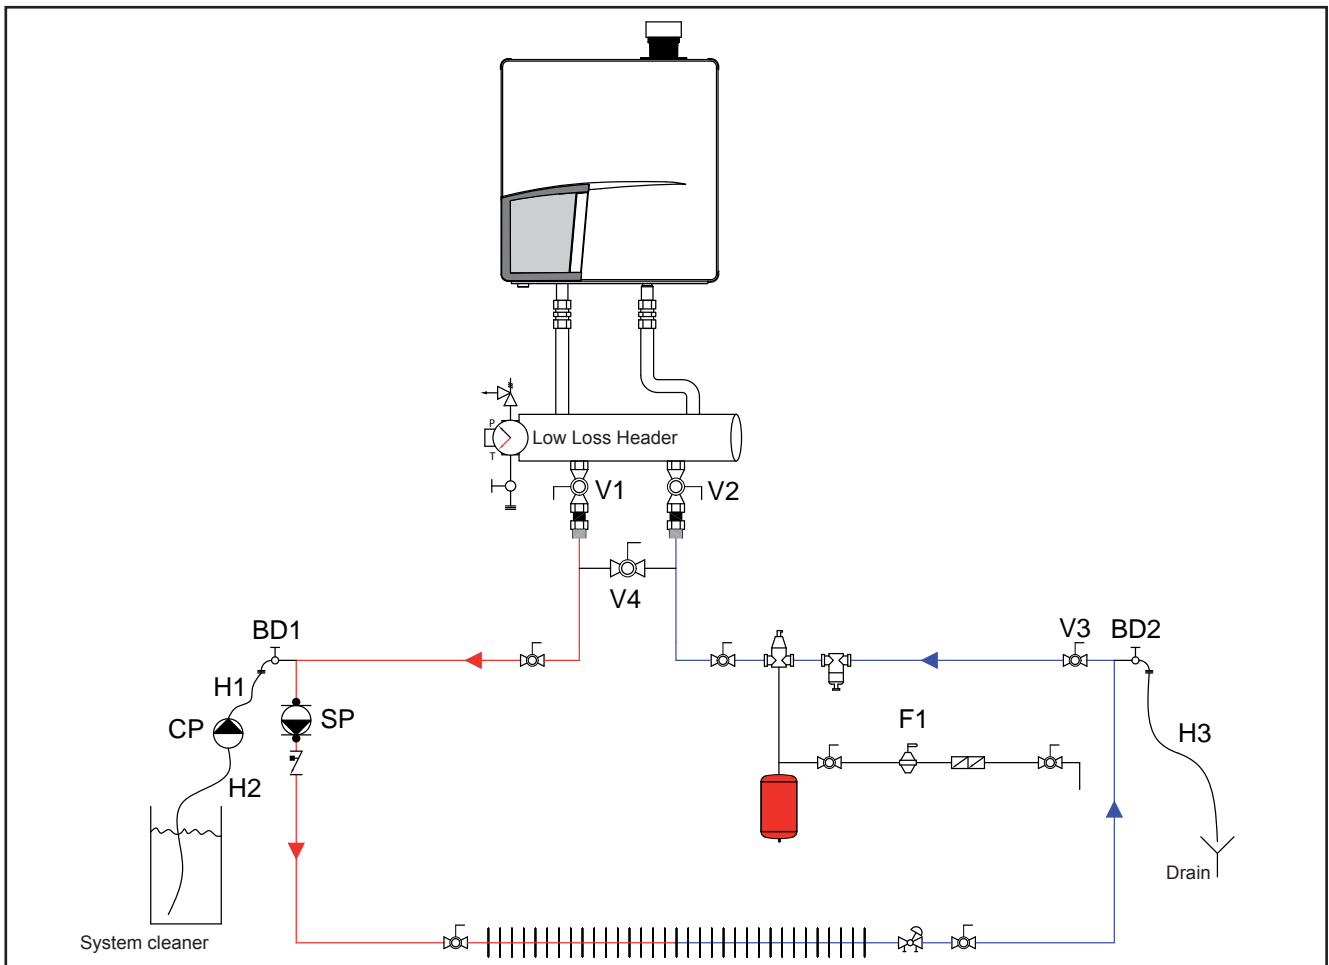 P
Low Loss Header
T
V1
V2
V4
BD1
V3
BD2
H1
CP
SP
F1
H3
H2
Drain
System cleaner